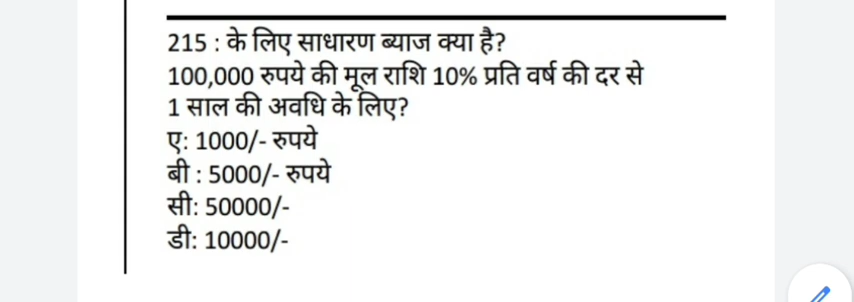 215 : के लिए साधारण ब्याज क्या है?
100,000 रुपये की मूल राशि 10% प्रति वर्ष की दर से
1 साल की अवधि के लिए?
ए: 1000/- रुपये
बी : 5000/- रुपये
सी: 50000/-
डी: 10000/-